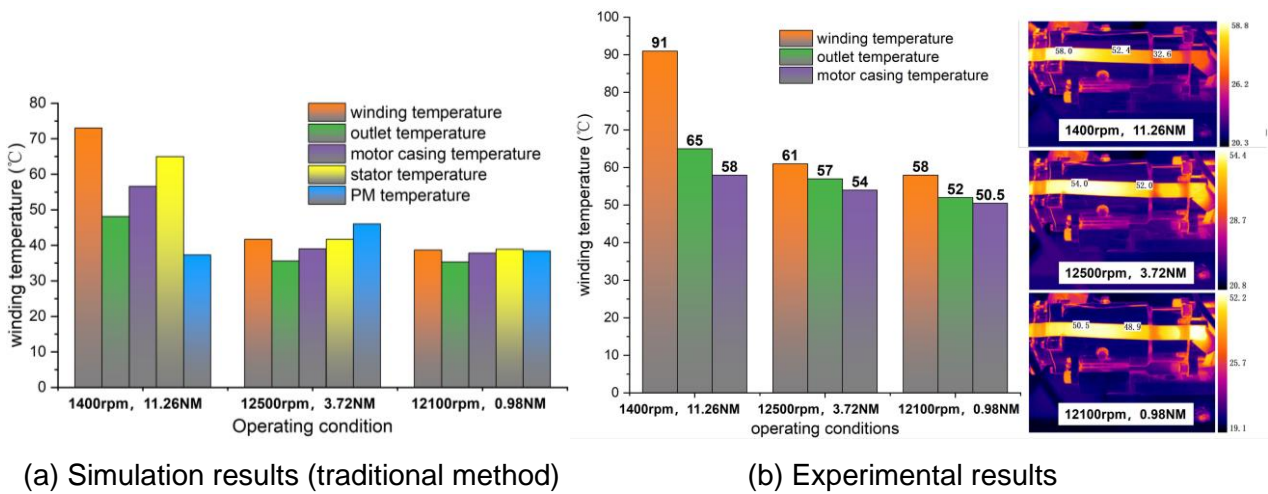 80
70
60
50
40
30
20
10
0
winding temperature (℃)
winding temperature
outlet temperature
motor casing temperature
stator temperature
PM temperature
1400rpm，11.26NM
12500rpm，3.72NM
12100rpm，0.98NM
Operating condition
(a) Simulation results (traditional method)
100
90
80
70
60
50
40
30
20
10
0
winding temperature (℃)
winding temperature
outlet temperature
motor casing temperature
91
65
58
61
57
54
58
52
50.5
1400rpm，11.26NM
12500rpm，3.72NM
12100rpm，0.98NM
operating conditions
58.0
52.4
32.6
1400rpm，11.26NM
58.8
26.2
20.3
54.0
52.0
12500rpm，3.72NM
54.4
28.7
20.8
50.5
48.9
12100rpm，0.98NM
52.2
25.7
19.1
(b) Experimental results